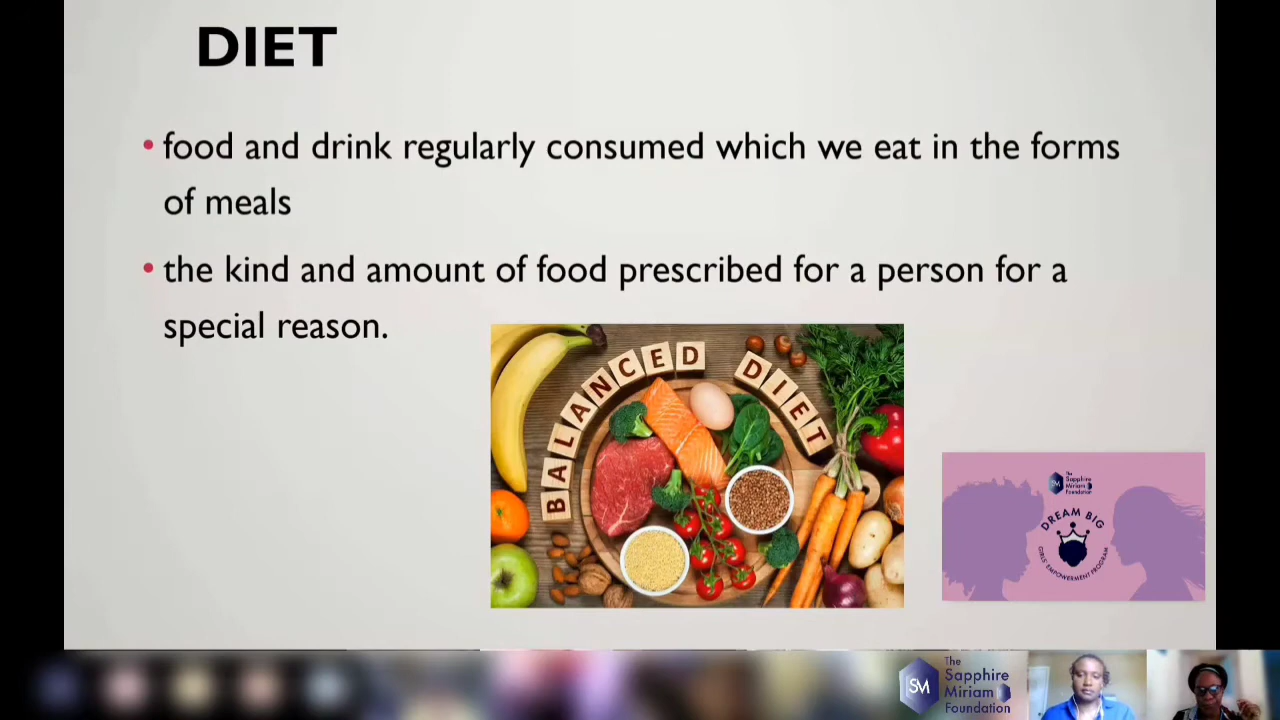 DIET
• food and drink regularly consumed which we eat in the forms
of meals
• the kind and amount of food prescribed for a person for a
special reason.
BALANCED DIET
The
Sapphire
Miriam
Foundation
SM
DREAM BIG
GIRLS' EMPOWERMENT PROGRAM
SM
The
Sapphire
Miriam
Foundation